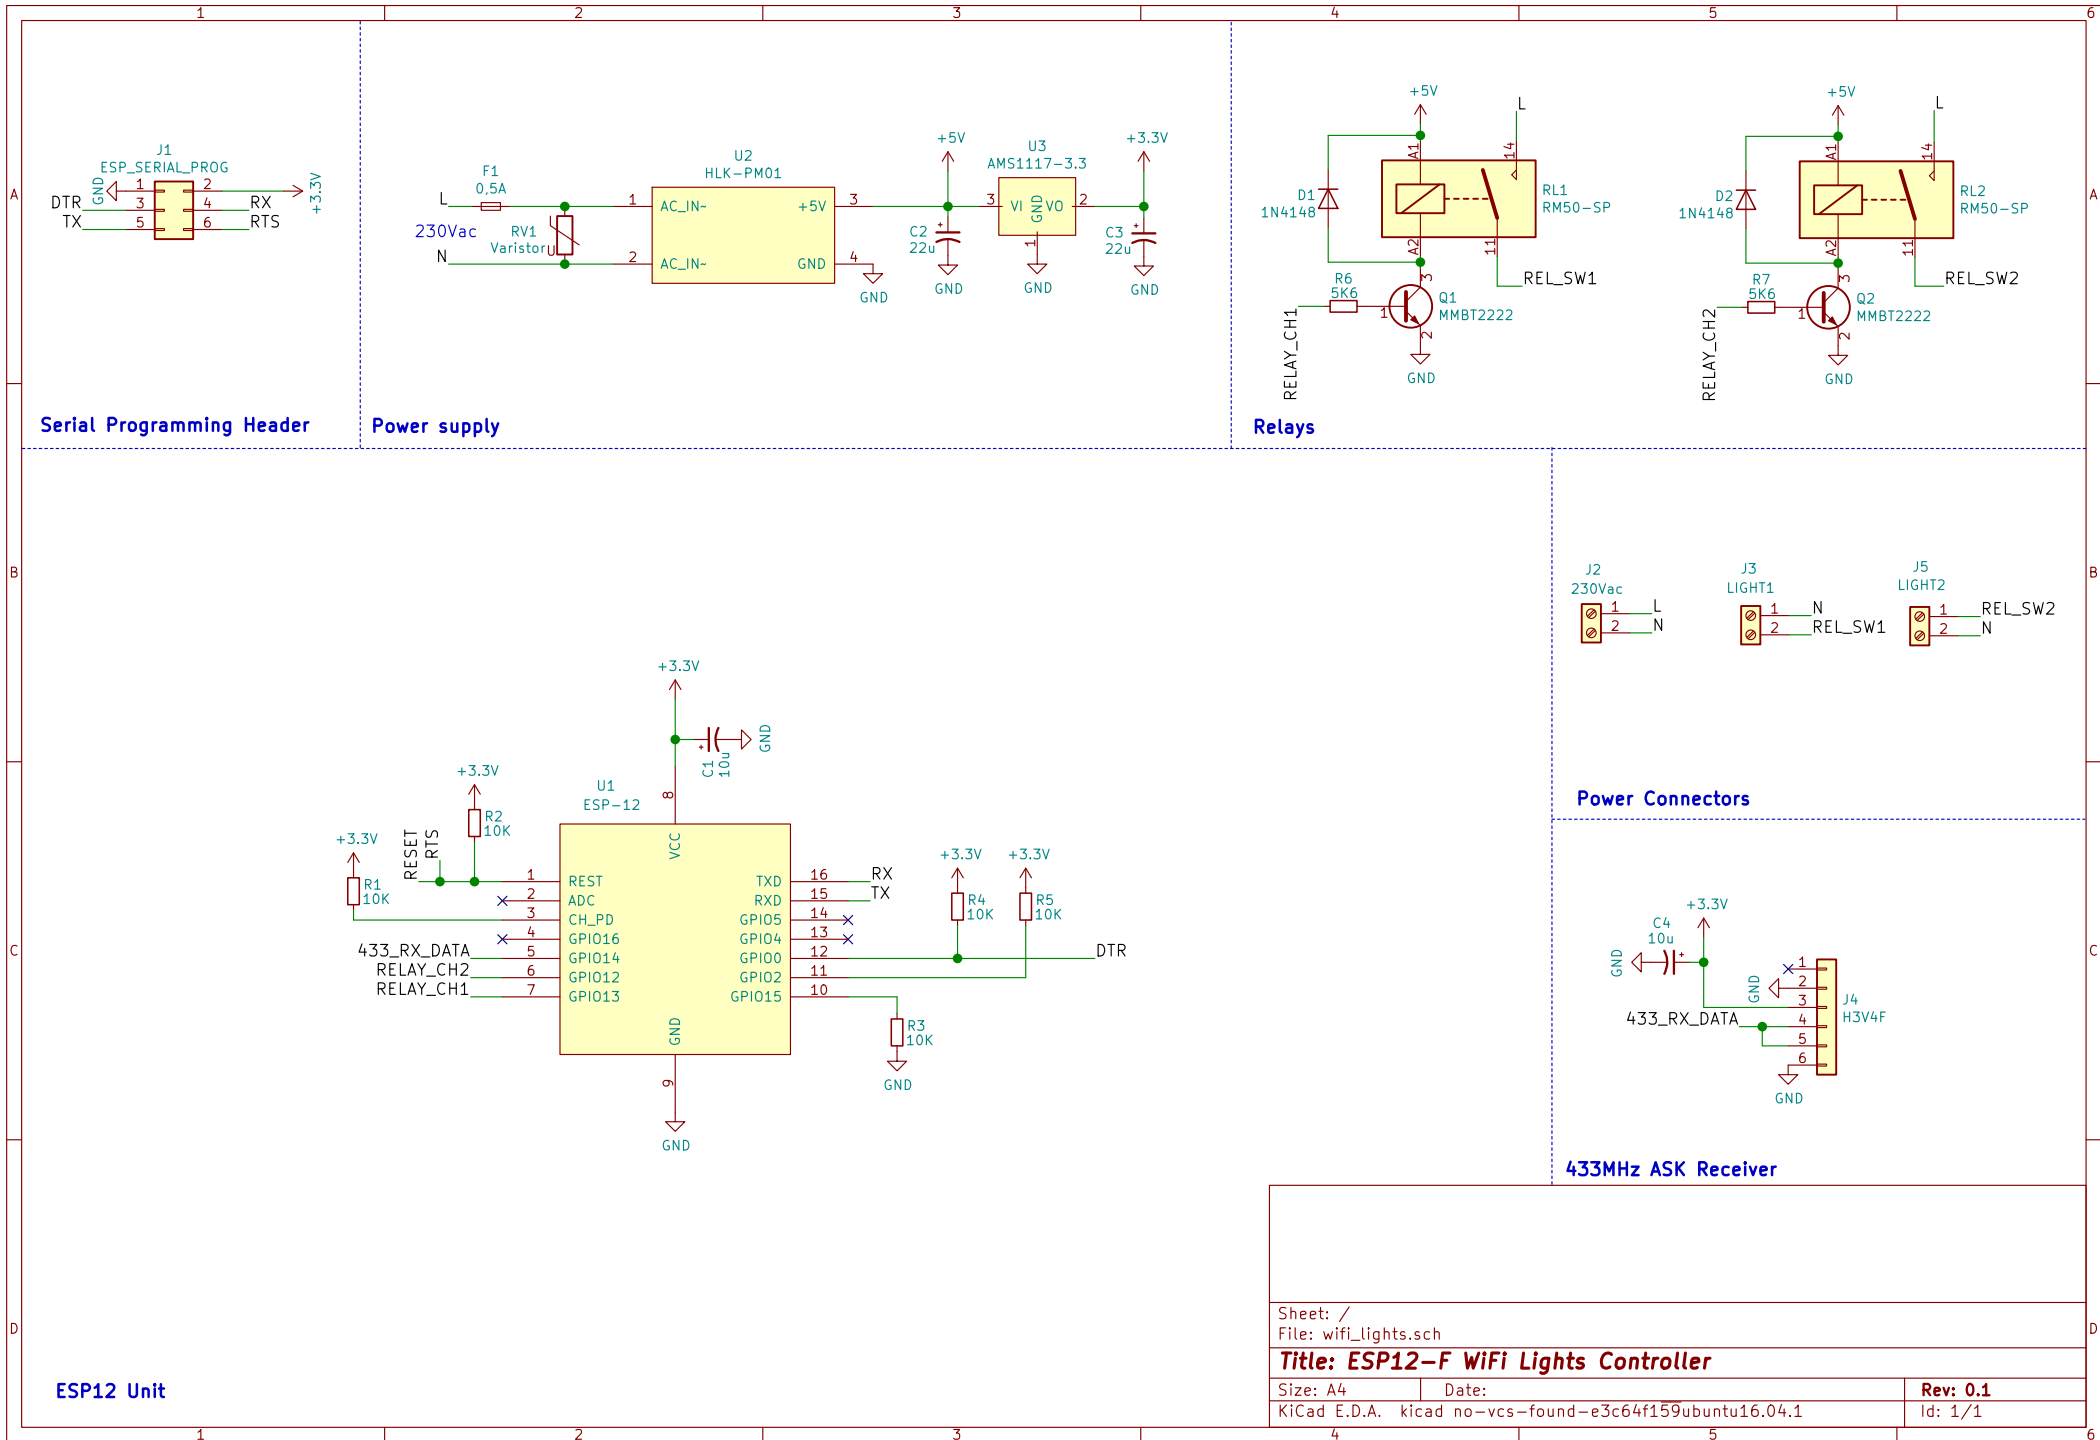 1 2 3 4 5 6
A
B
C
D
J1
ESP_SERIAL_PROG
GND
1 2
+3.3V
DTR 3 4 RX
TX 5 6 RTS
Serial Programming Header
F1
0,5A
L
230Vac
N
RV1
Varistor
U
U2
HLK-PM01
1 AC_IN~ +5V 3
2 AC_IN~ GND 4
GND
+5V
C2
22u
+
GND
U3
AMS1117-3.3
3 VI GND VO 2
1
GND
+3.3V
C3
22u
+
GND
Power supply
+5V
L
A1
14
D1
1N4148
RL1
RM50-SP
A2
11
REL_SW1
R6
5K6
RELAY_CH1
1
3
2
Q1
MMBT2222
GND
+5V
L
A1
14
D2
1N4148
RL2
RM50-SP
A2
11
REL_SW2
R7
5K6
RELAY_CH2
1
3
2
Q2
MMBT2222
GND
Relays
J2
230Vac
1 L
2 N
J3
LIGHT1
1 N
2 REL_SW1
J5
LIGHT2
1 REL_SW2
2 N
Power Connectors
+3.3V
C1
10u
+
GND
U1
ESP-12
8
VCC
+3.3V
R2
10K
RESET
RTS
+3.3V
R1
10K
1 REST
2 ADC
3 CH_PD
4 GPIO16
433_RX_DATA 5 GPIO14
RELAY_CH2 6 GPIO12
RELAY_CH1 7 GPIO13
TXD 16 RX
RXD 15 TX
GPIO5 14
GPIO4 13
GPIO0 12 DTR
GPIO2 11
GPIO15 10
GND
9
GND
+3.3V
R4
10K
+3.3V
R5
10K
R3
10K
GND
ESP12 Unit
+3.3V
C4
10u
+
GND
GND
433_RX_DATA
1
2
3
4
5
6
J4
H3V4F
GND
433MHz ASK Receiver
Sheet: /
File: wifi_lights.sch
Title: ESP12-F WiFi Lights Controller
Size: A4 Date: Rev: 0.1
KiCad E.D.A. kicad no-vcs-found-e3c64f159ubuntu16.04.1 Id: 1/1
A
B
C
D
1 2 3 4 5 6